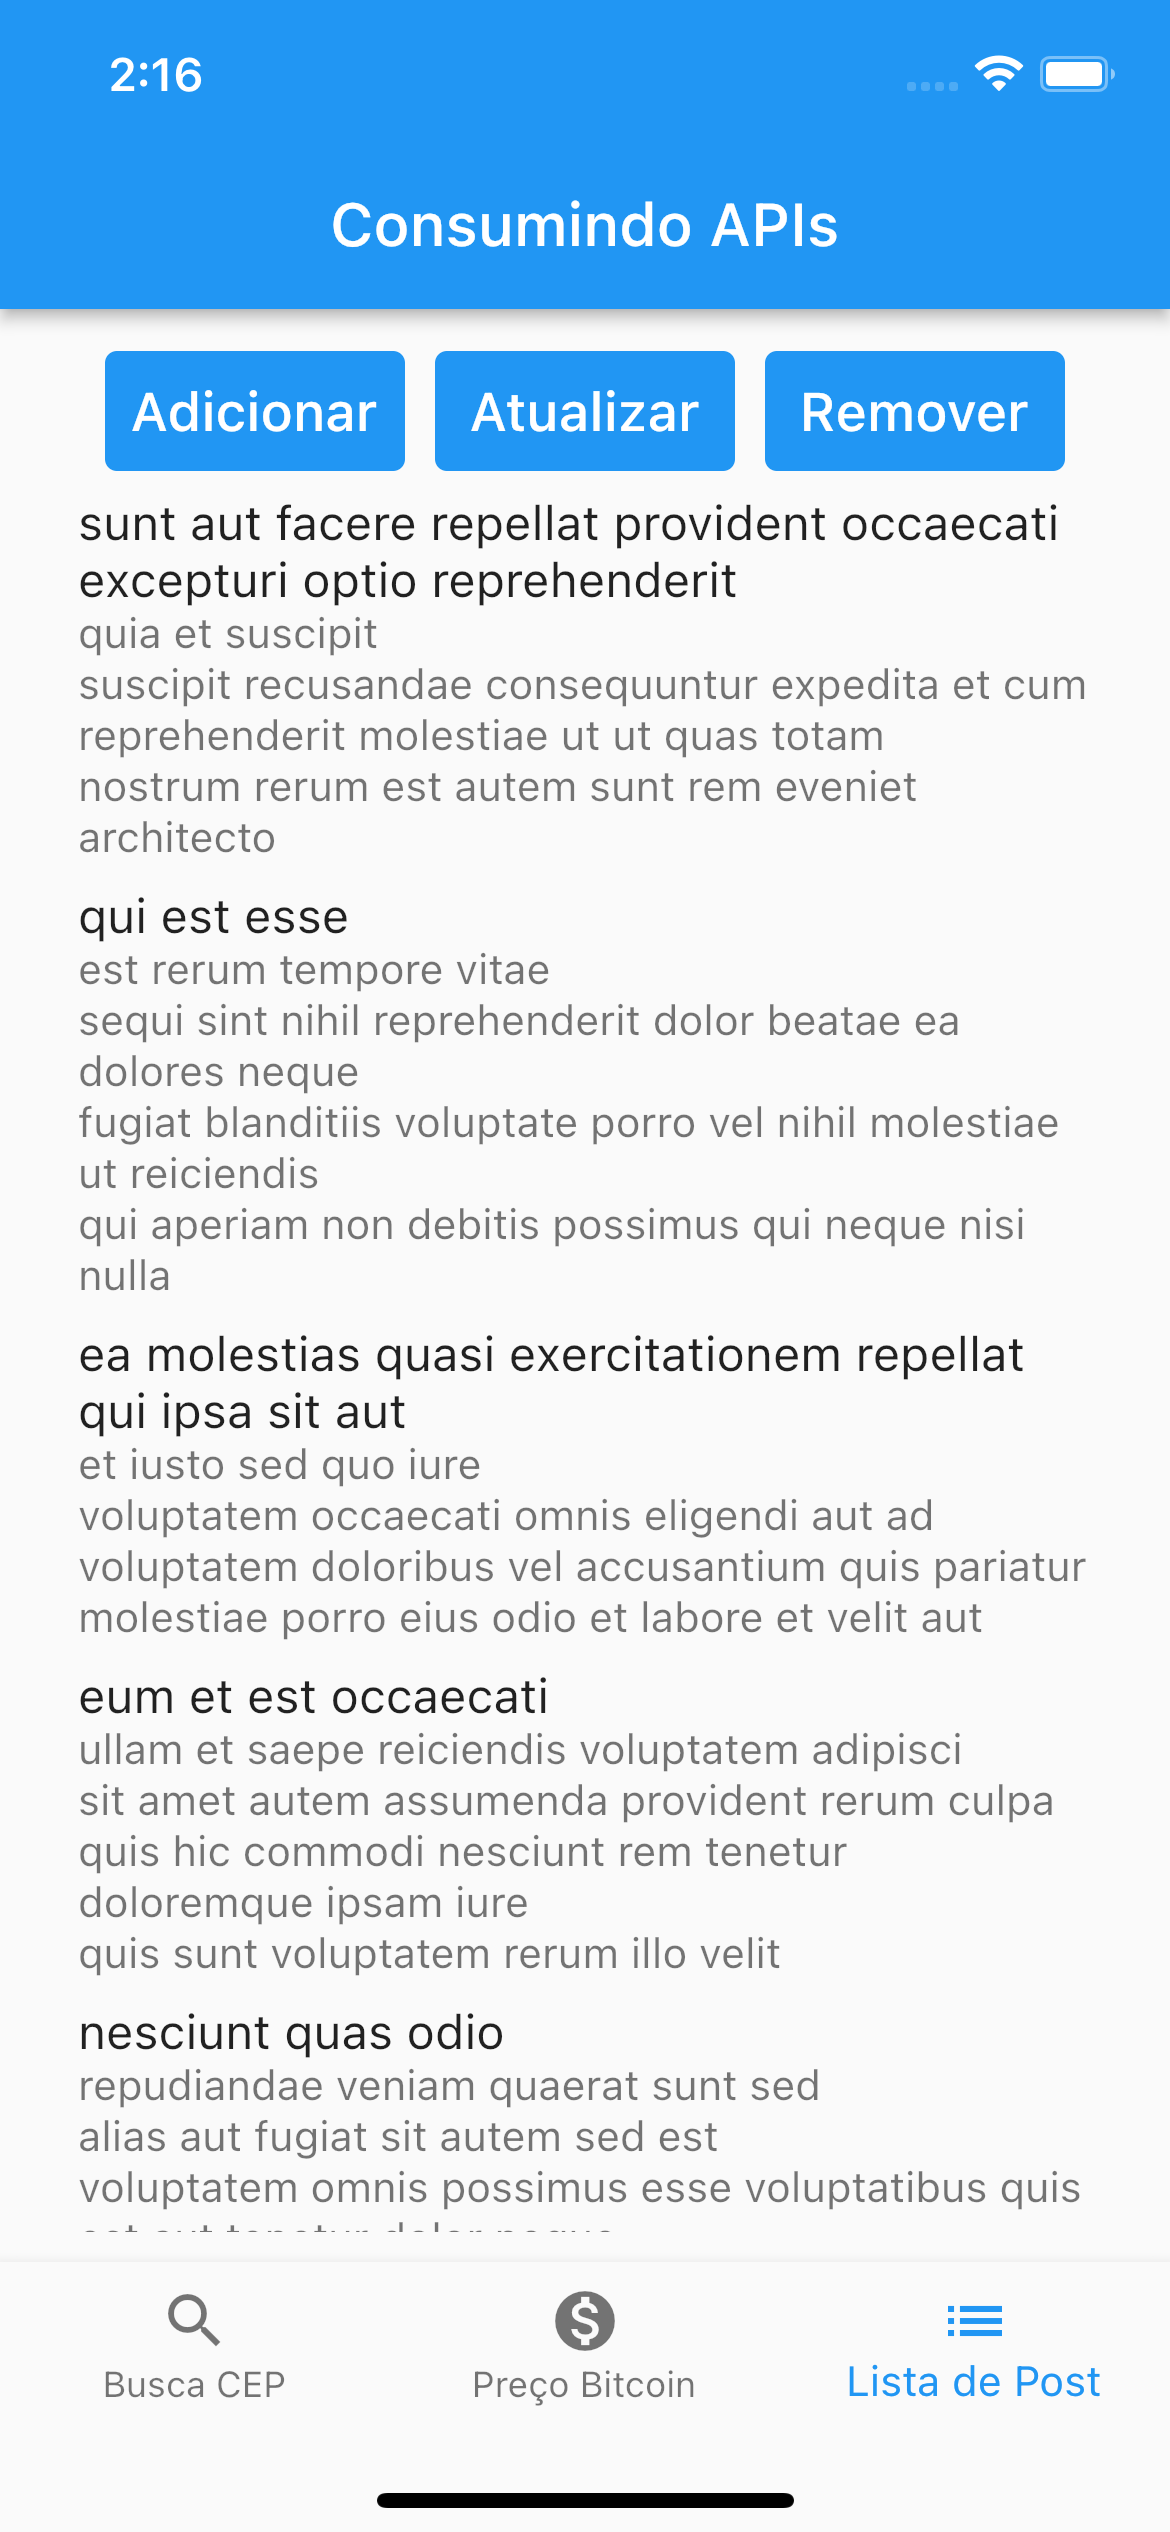 2:16
Consumindo APIs
Adicionar
Atualizar
Remover
sunt aut facere repellat provident occaecati
excepturi optio reprehenderit
quia et suscipit
suscipit recusandae consequuntur expedita et cum
reprehenderit molestiae ut ut quas totam
nostrum rerum est autem sunt rem eveniet
architecto
qui est esse
est rerum tempore vitae
sequi sint nihil reprehenderit dolor beatae ea
dolores neque
fugiat blanditiis voluptate porro vel nihil molestiae
ut reiciendis
qui aperiam non debitis possimus qui neque nisi
nulla
ea molestias quasi exercitationem repellat
qui ipsa sit aut
et iusto sed quo iure
voluptatem occaecati omnis eligendi aut ad
voluptatem doloribus vel accusantium quis pariatur
molestiae porro eius odio et labore et velit aut
eum et est occaecati
ullam et saepe reiciendis voluptatem adipisci
sit amet autem assumenda provident rerum culpa
quis hic commodi nesciunt rem tenetur
doloremque ipsam iure
quis sunt voluptatem rerum illo velit
nesciunt quas odio
repudiandae veniam quaerat sunt sed
alias aut fugiat sit autem sed est
voluptatem omnis possimus esse voluptatibus quis
Busca CEP
Preço Bitcoin
Lista de Post